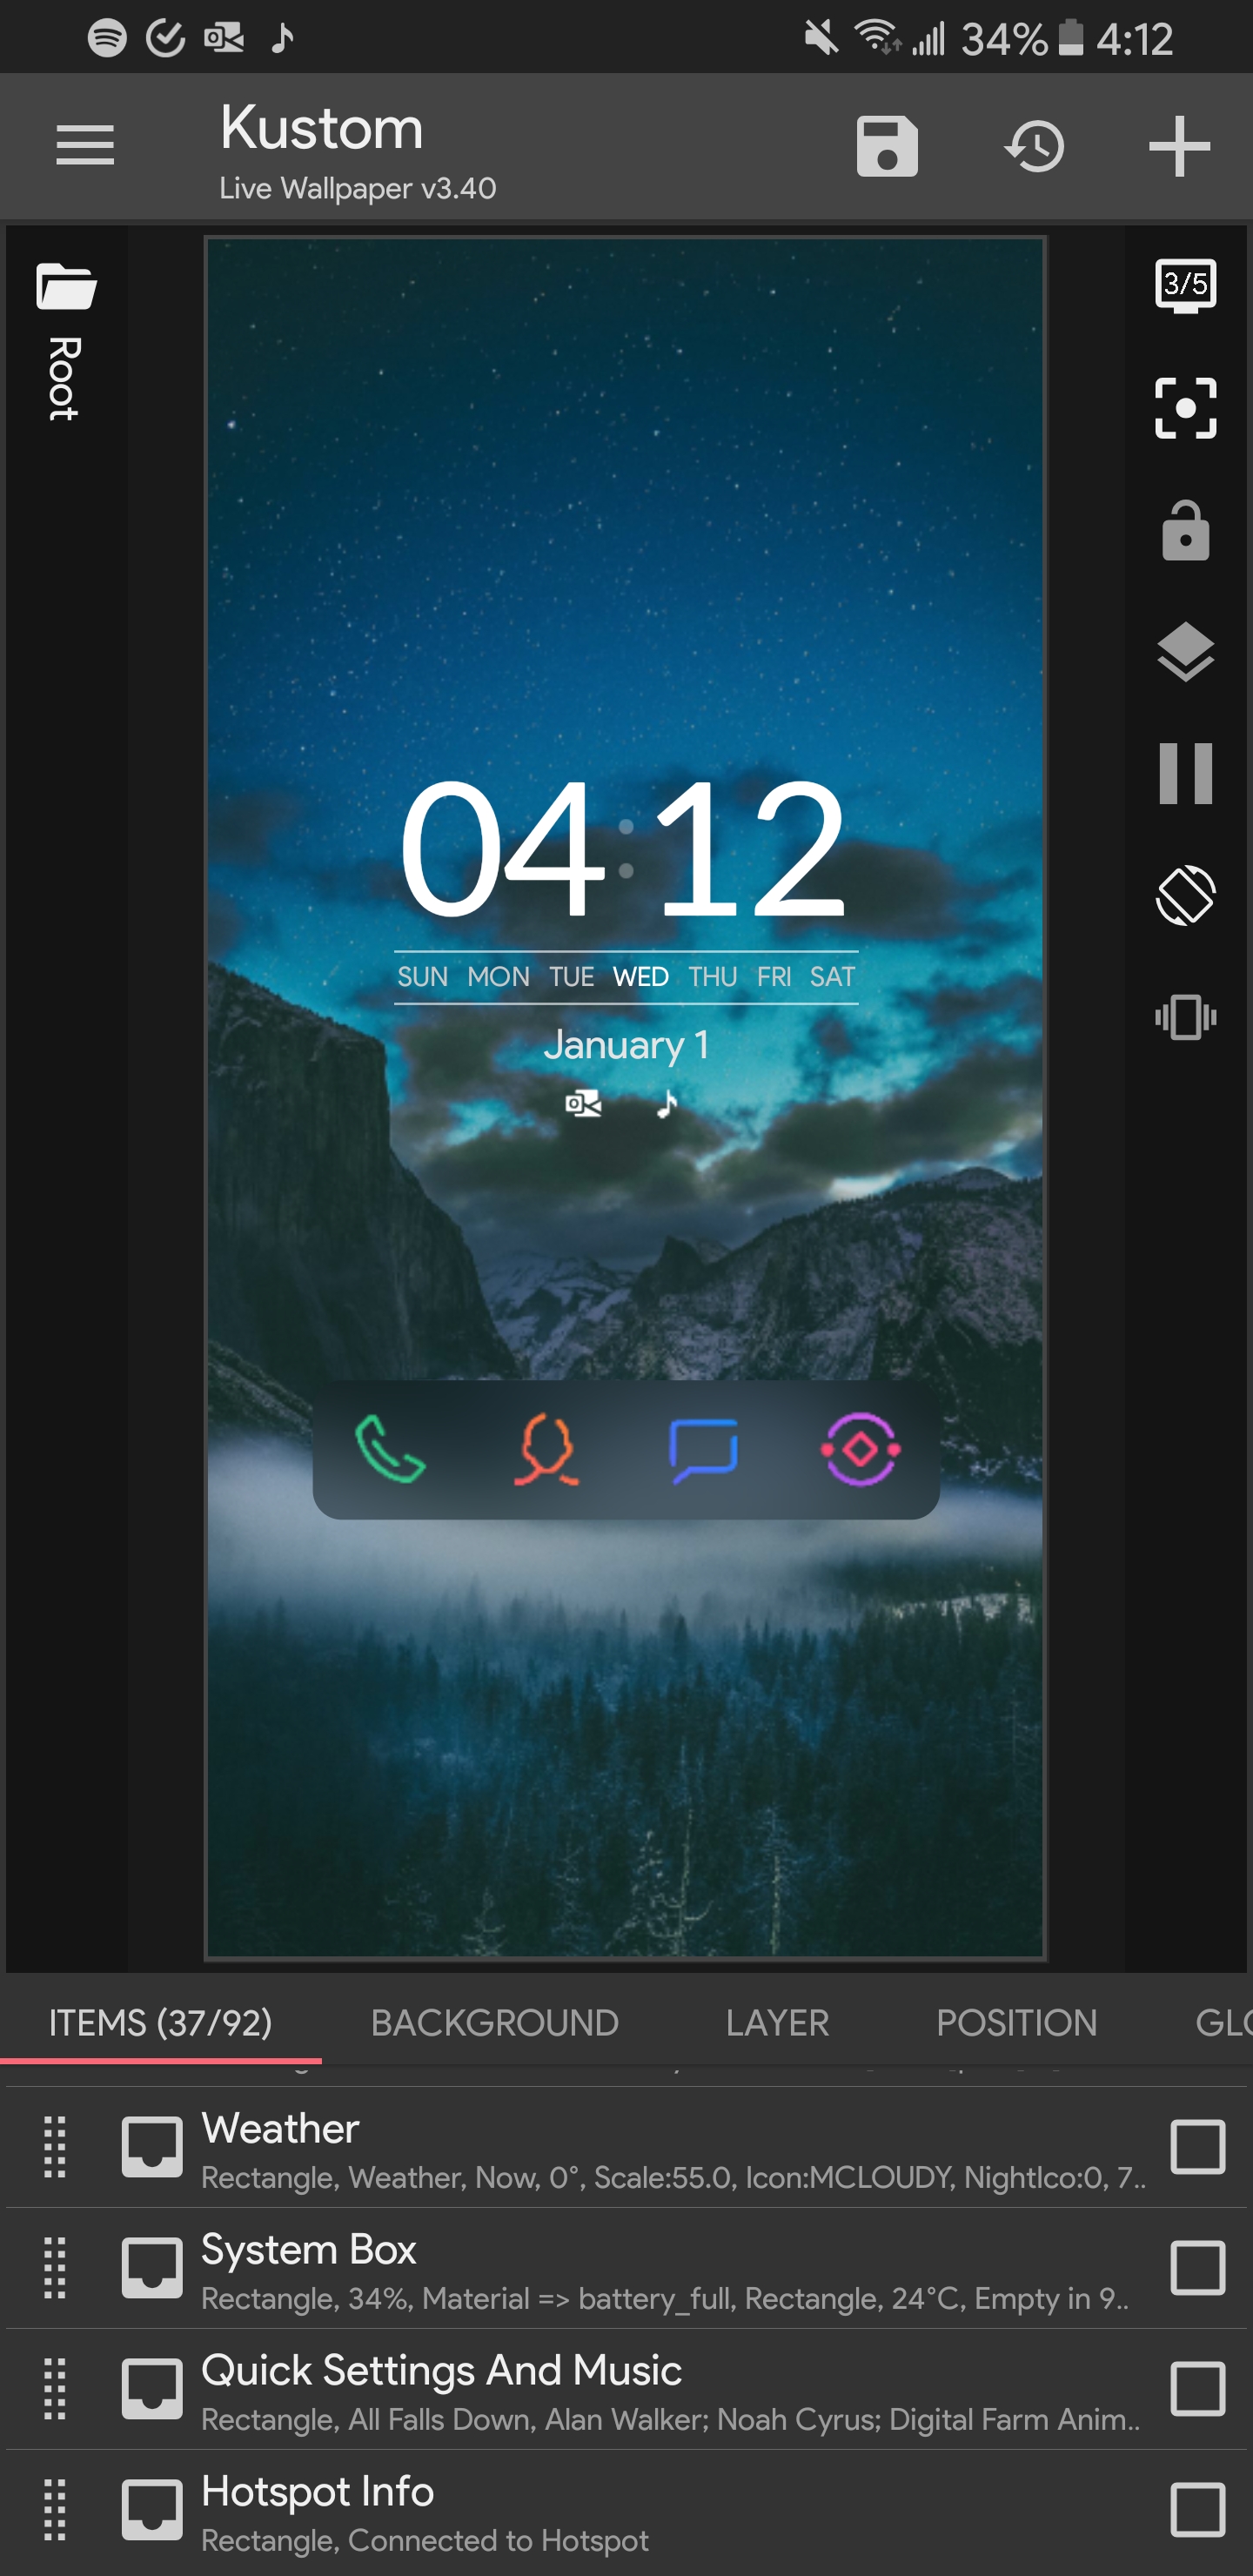 34% 4:12
Kustom
Live Wallpaper v3.40
Root
3/5
04:12
SUN MON TUE WED THU FRI SAT
January 1
ITEMS (37/92) BACKGROUND LAYER POSITION GLO
Weather
Rectangle, Weather, Now, 0°, Scale:55.0, Icon:MCLOUDY, NightIco:0, 7..
System Box
Rectangle, 34%, Material => battery_full, Rectangle, 24°C, Empty in 9..
Quick Settings And Music
Rectangle, All Falls Down, Alan Walker; Noah Cyrus; Digital Farm Anim..
Hotspot Info
Rectangle, Connected to Hotspot